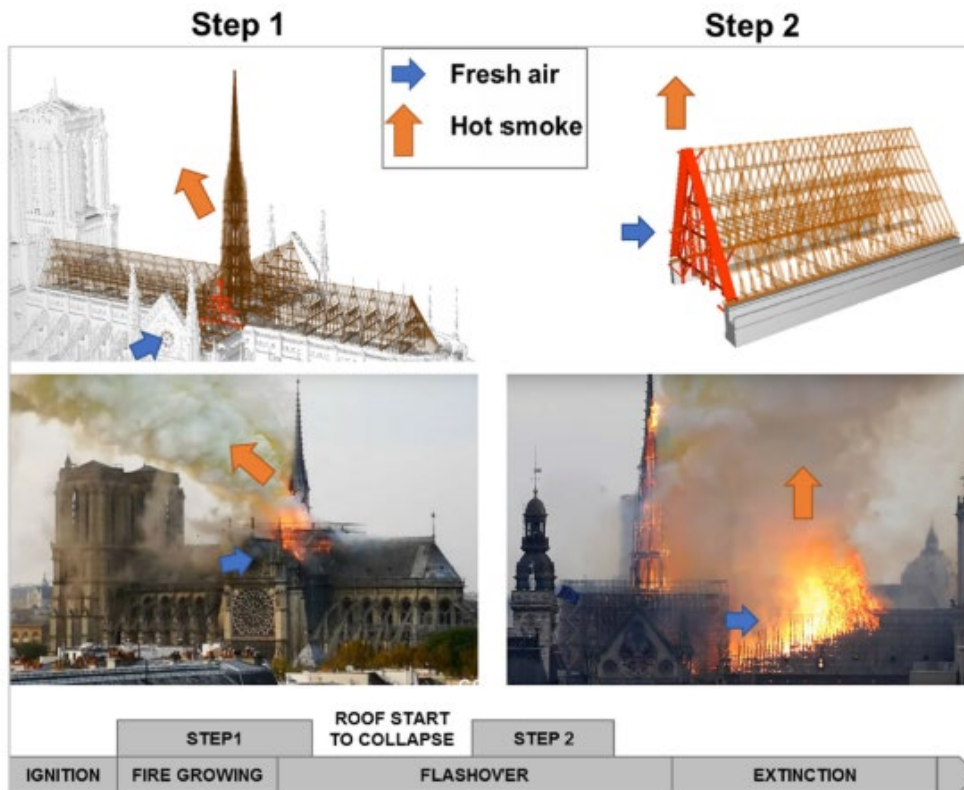 Step 1
Step 2
Fresh air
Hot smoke
STEP1
ROOF START
TO COLLAPSE
STEP 2
IGNITION
FIRE GROWING
FLASHOVER
EXTINCTION